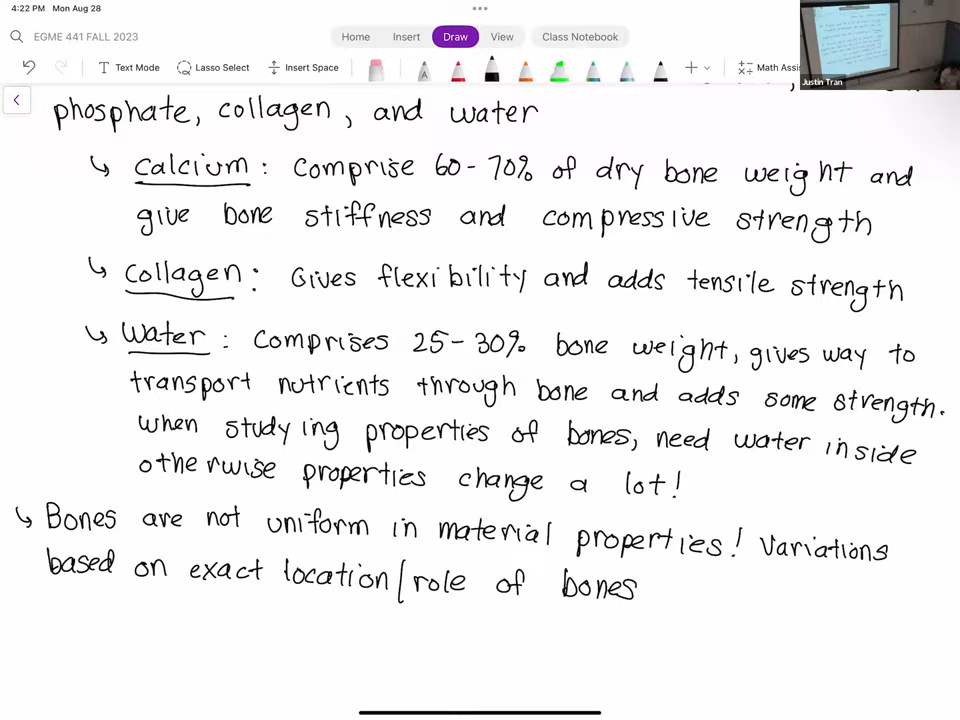 4:22 PM Mon Aug 28
EGME 441 FALL 2023
Home Insert Draw View Class Notebook
Text Mode Lasso Select Insert Space Math Assis
Justin Tran
phosphate, collagen, and water
↳ Calcium: Comprise 60-70% of dry bone weight and
give bone stiffness and compressive strength
↳ Collagen: Gives flexibility and adds tensile strength
↳ Water: Comprises 25-30% bone weight, gives way to
transport nutrients through bone and adds some strength.
When studying properties of bones, need water inside
otherwise properties change a lot!
↳ Bones are not uniform in material properties! Variations
based on exact location/role of bones